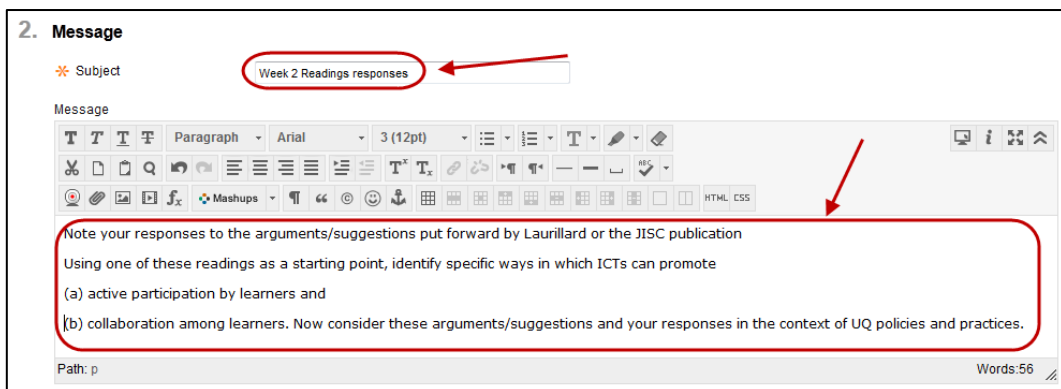 2. Message
Subject
Week 2 Readings responses
Message
Paragraph Arial 3 (12pt)
ABC
Mashups HTML CSS
Note your responses to the arguments/suggestions put forward by Laurillard or the JISC publication
Using one of these readings as a starting point, identify specific ways in which ICTs can promote
(a) active participation by learners and
(b) collaboration among learners. Now consider these arguments/suggestions and your responses in the context of UQ policies and practices.
Path: p Words:56